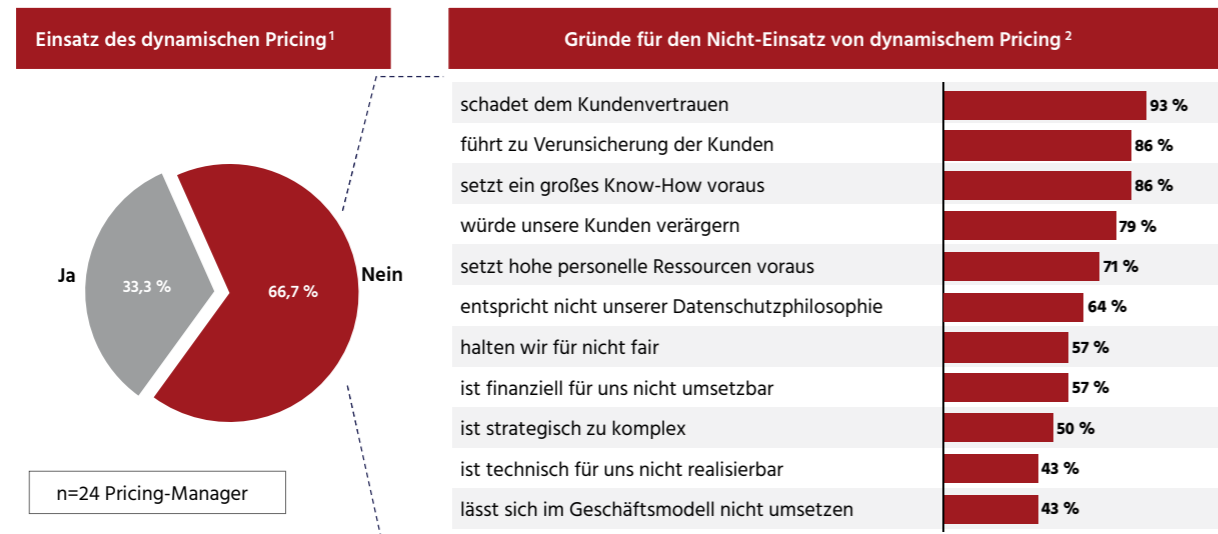 Einsatz des dynamischen Pricing¹
Ja
33,3 %
66,7 %
Nein
n=24 Pricing-Manager
Gründe für den Nicht-Einsatz von dynamischem Pricing ²
schadet dem Kundenvertrauen 93 %
führt zu Verunsicherung der Kunden 86 %
setzt ein großes Know-How voraus 86 %
würde unsere Kunden verärgern 79 %
setzt hohe personelle Ressourcen voraus 71 %
entspricht nicht unserer Datenschutzphilosophie 64 %
halten wir für nicht fair 57 %
ist finanziell für uns nicht umsetzbar 57 %
ist strategisch zu komplex 50 %
ist technisch für uns nicht realisierbar 43 %
lässt sich im Geschäftsmodell nicht umsetzen 43 %